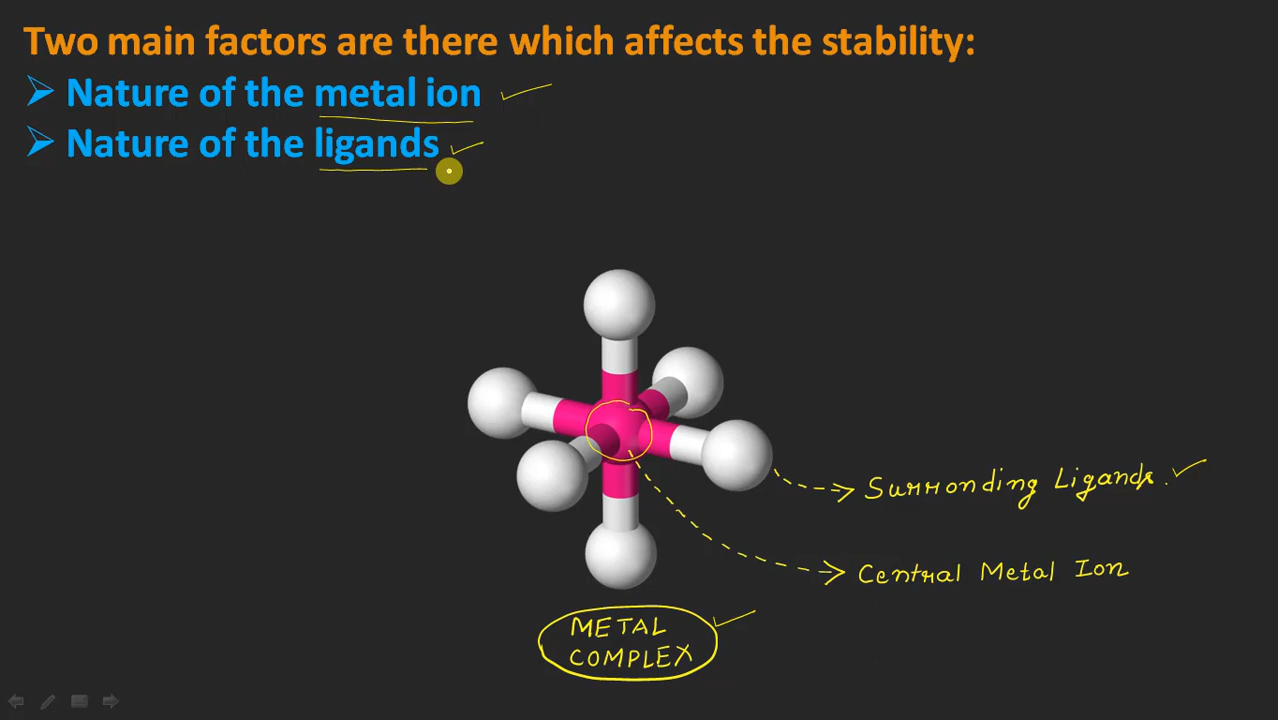 Two main factors are there which affects the stability:
➢ Nature of the metal ion
➢ Nature of the ligands
Surronding Ligands.
Central Metal Ion
METAL
COMPLEX